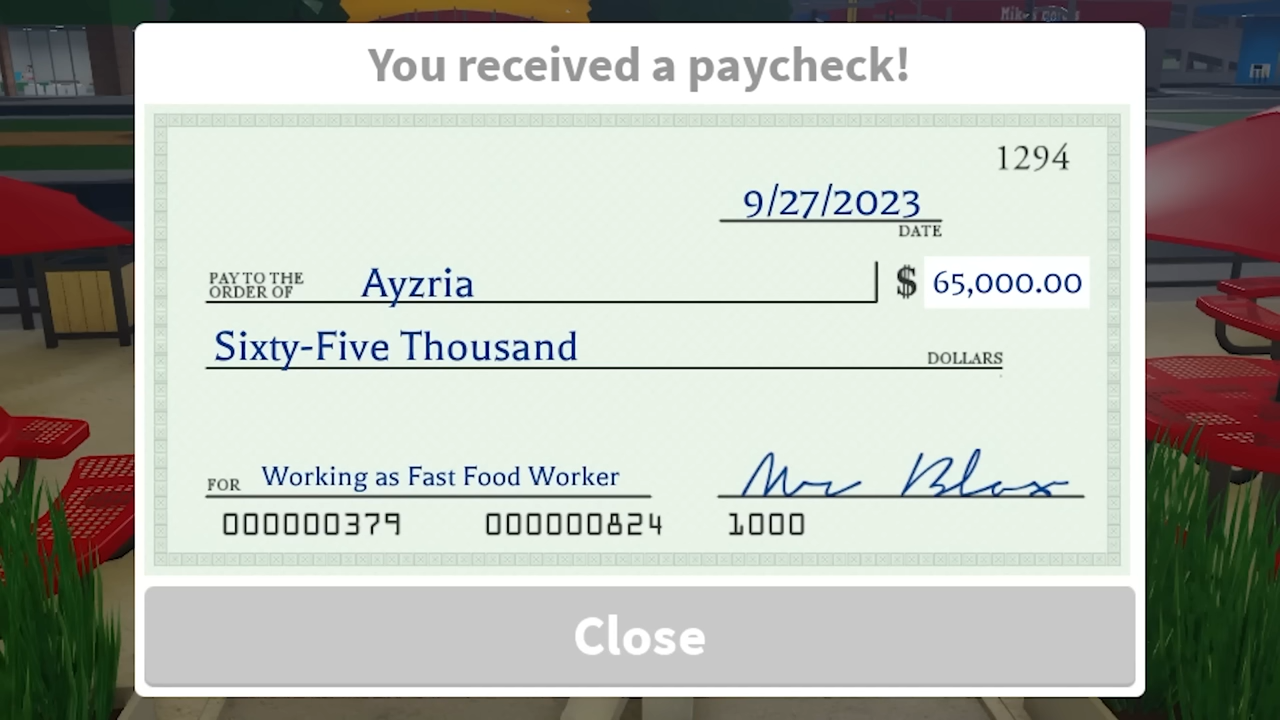 You received a paycheck!
1294
9/27/2023
DATE
PAY TO THE
ORDER OF
Ayzria
$ 65,000.00
Sixty-Five Thousand
DOLLARS
FOR Working as Fast Food Worker
Mr Blox
000000379 000000824 1000
Close